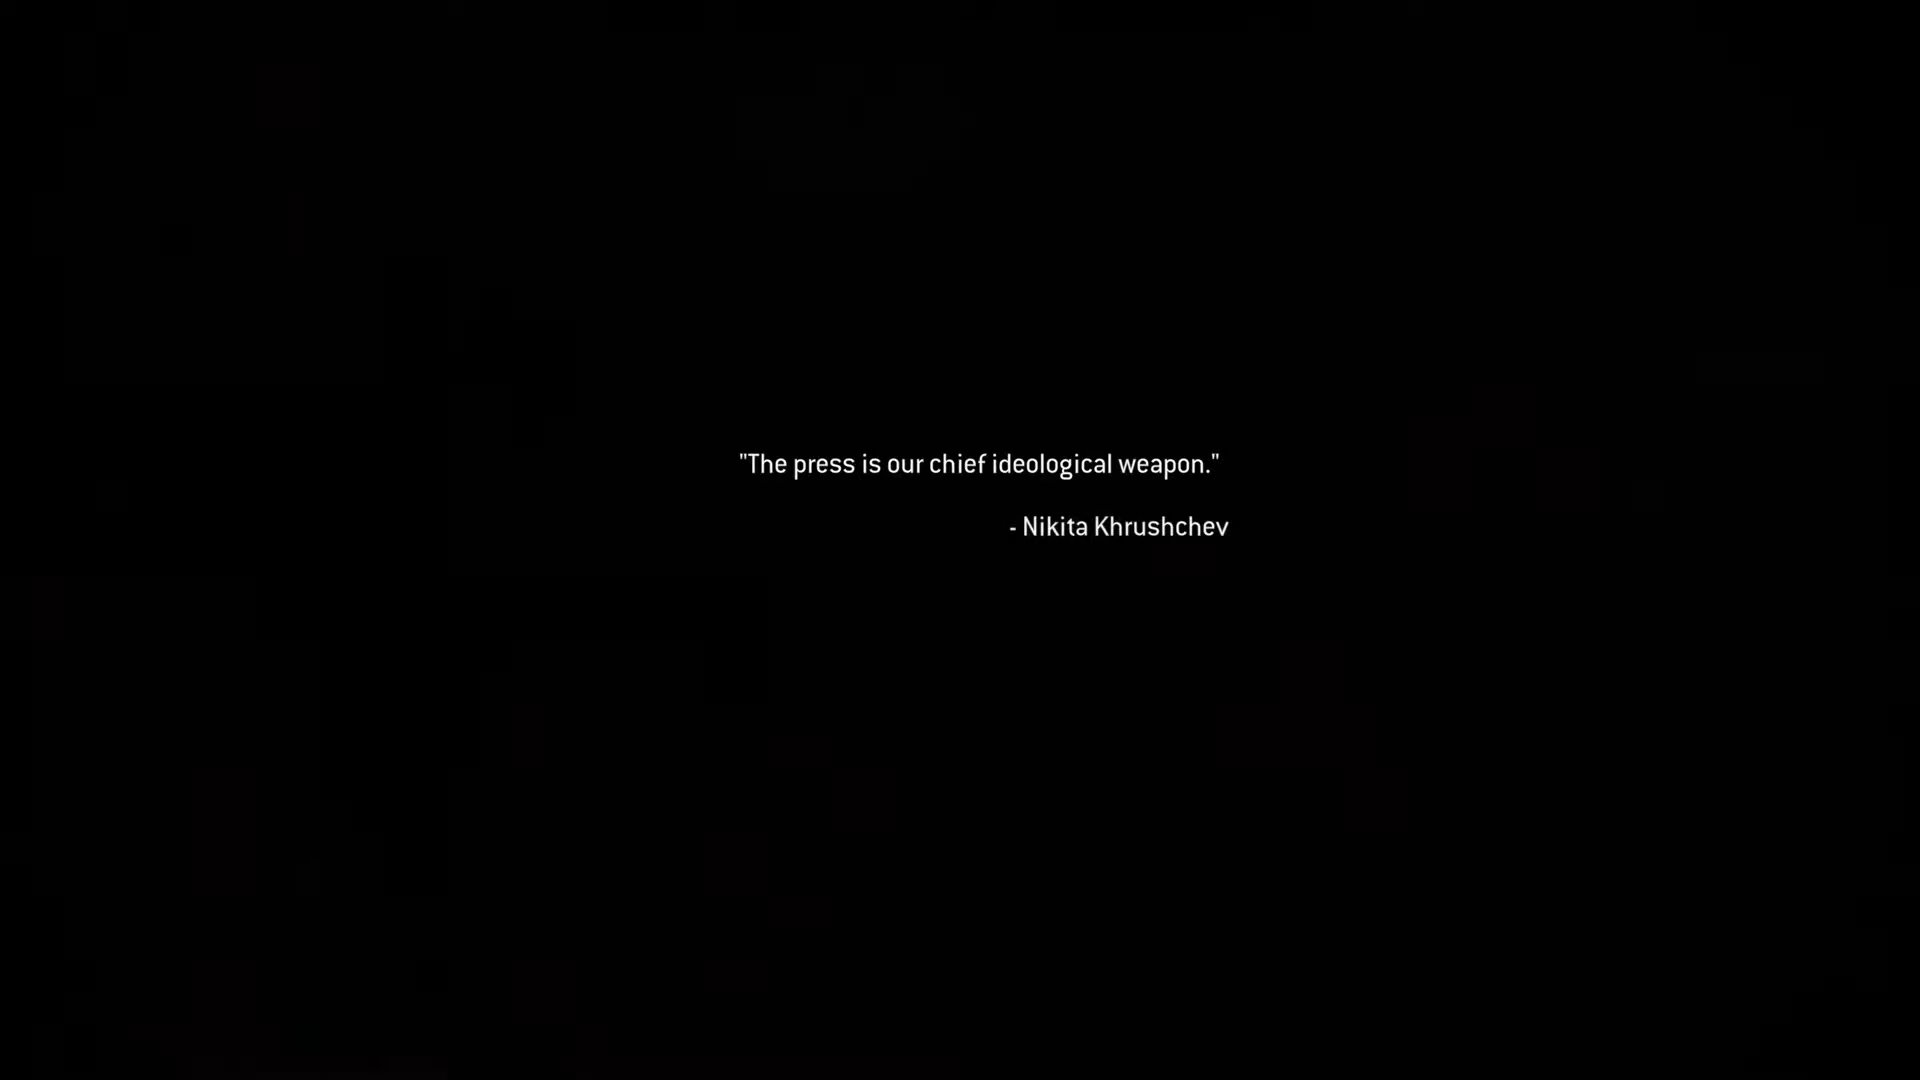 "The press is our chief ideological weapon."
- Nikita Khrushchev